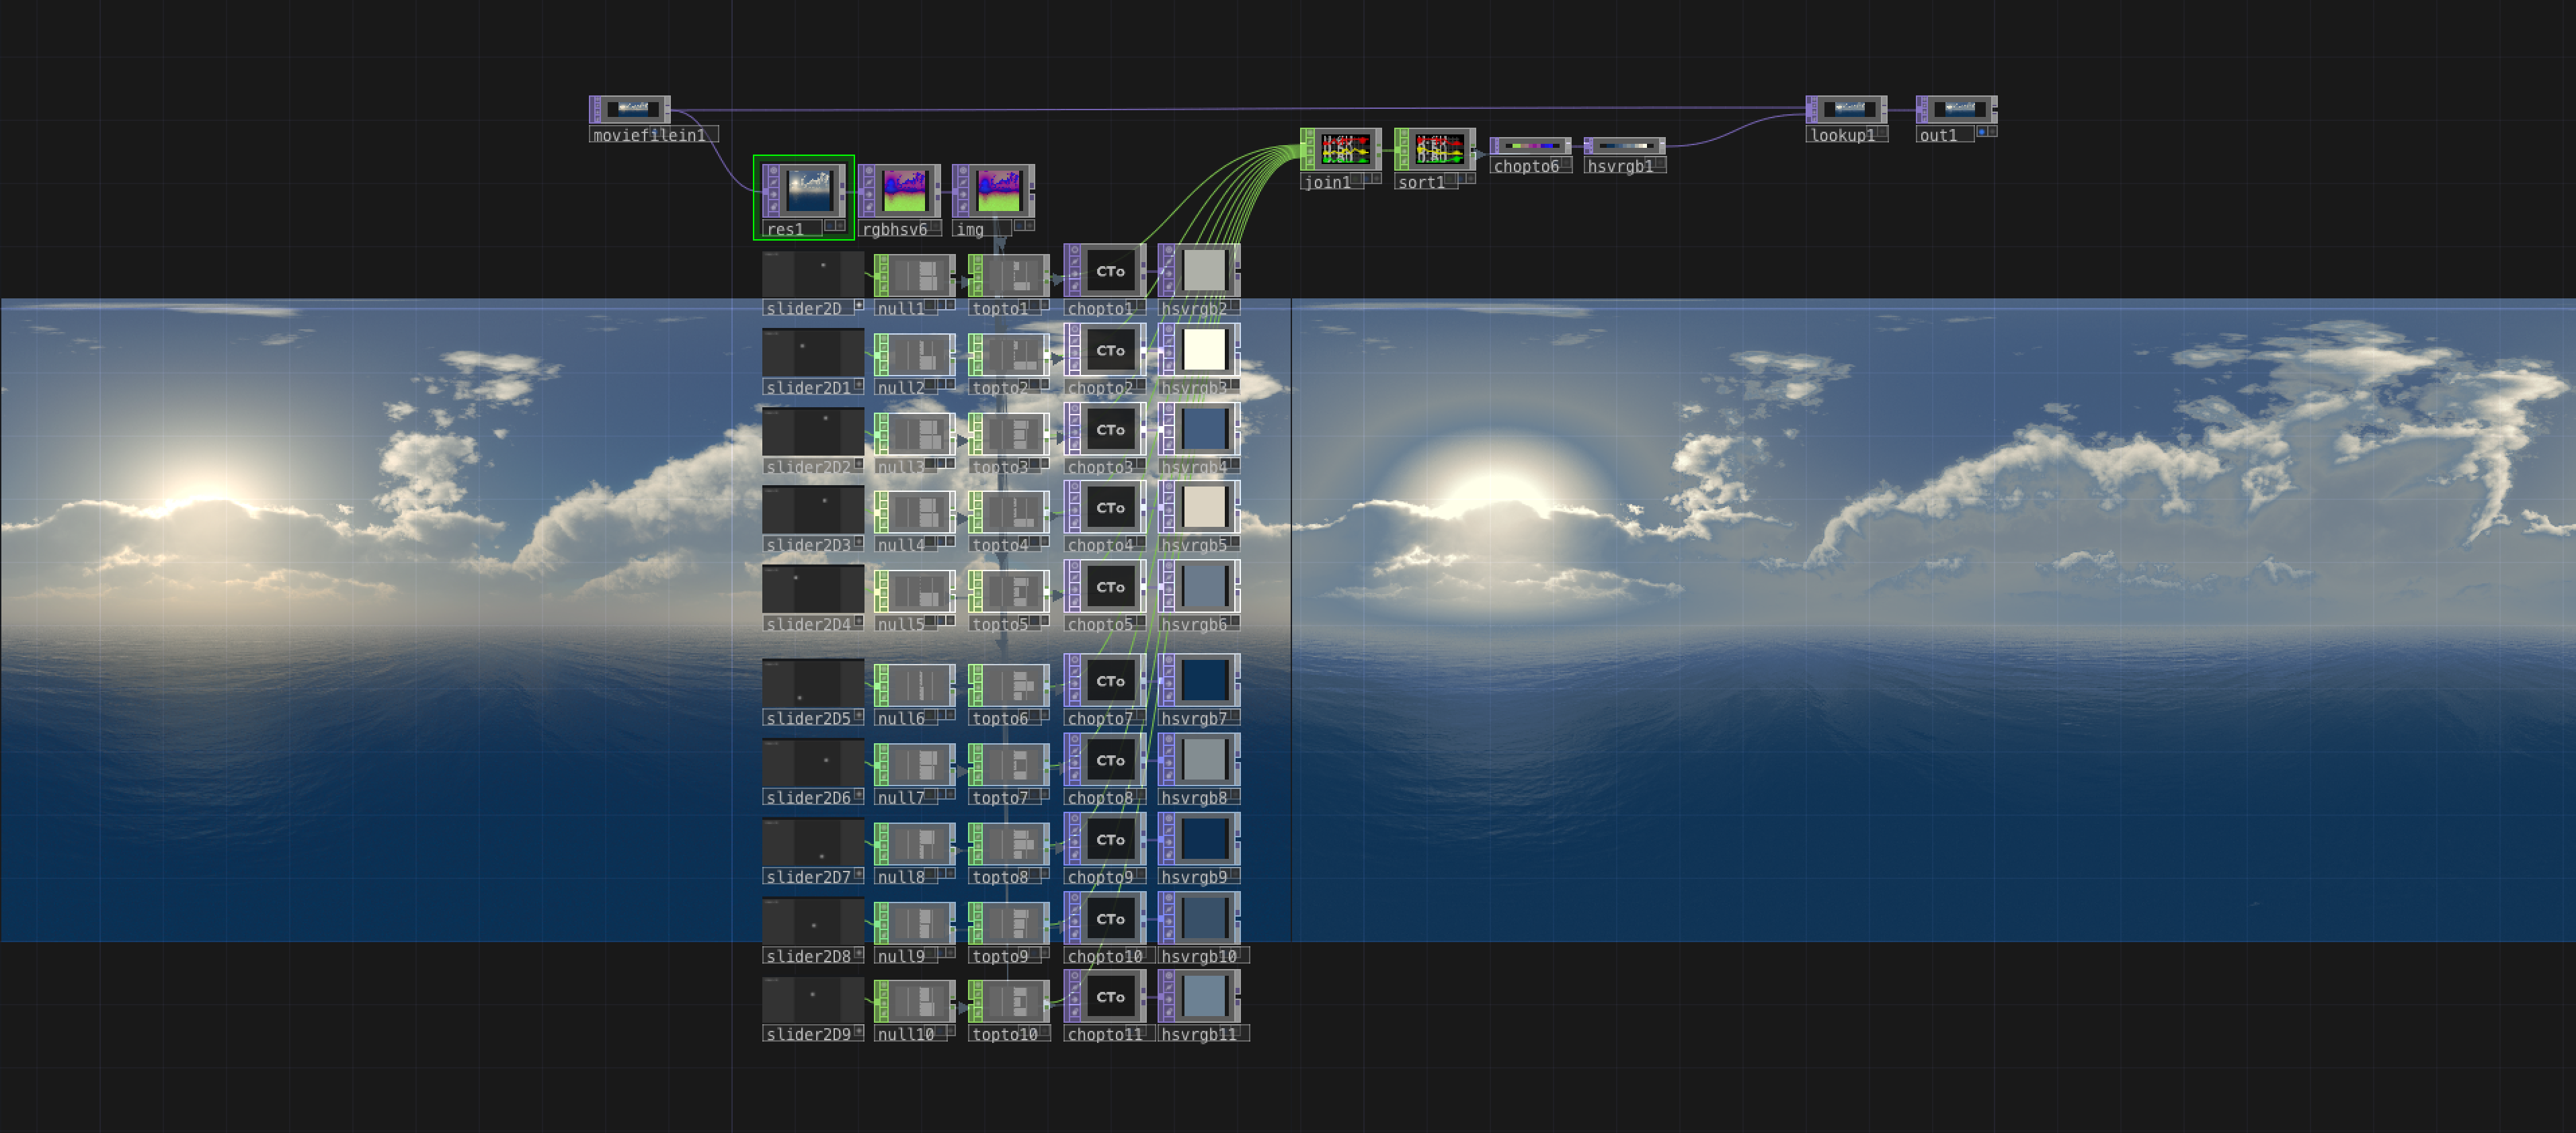 moviefilein1
lookup1
out1
join1
sort1
chopto6
hsvrgb1
res1
rgbhsv6
img
CTo
slider2D
null1
topto1
chopto1
hsvrgb2
CTo
slider2D1
null2
topto2
chopto2
hsvrgb3
CTo
slider2D2
null3
topto3
chopto3
hsvrgb4
CTo
slider2D3
null4
topto4
chopto4
hsvrgb5
CTo
slider2D4
null5
topto5
chopto5
hsvrgb6
CTo
slider2D5
null6
topto6
chopto7
hsvrgb7
CTo
slider2D6
null7
topto7
chopto8
hsvrgb8
CTo
slider2D7
null8
topto8
chopto9
hsvrgb9
CTo
slider2D8
null9
topto9
chopto10
hsvrgb10
CTo
slider2D9
null10
topto10
chopto11
hsvrgb11